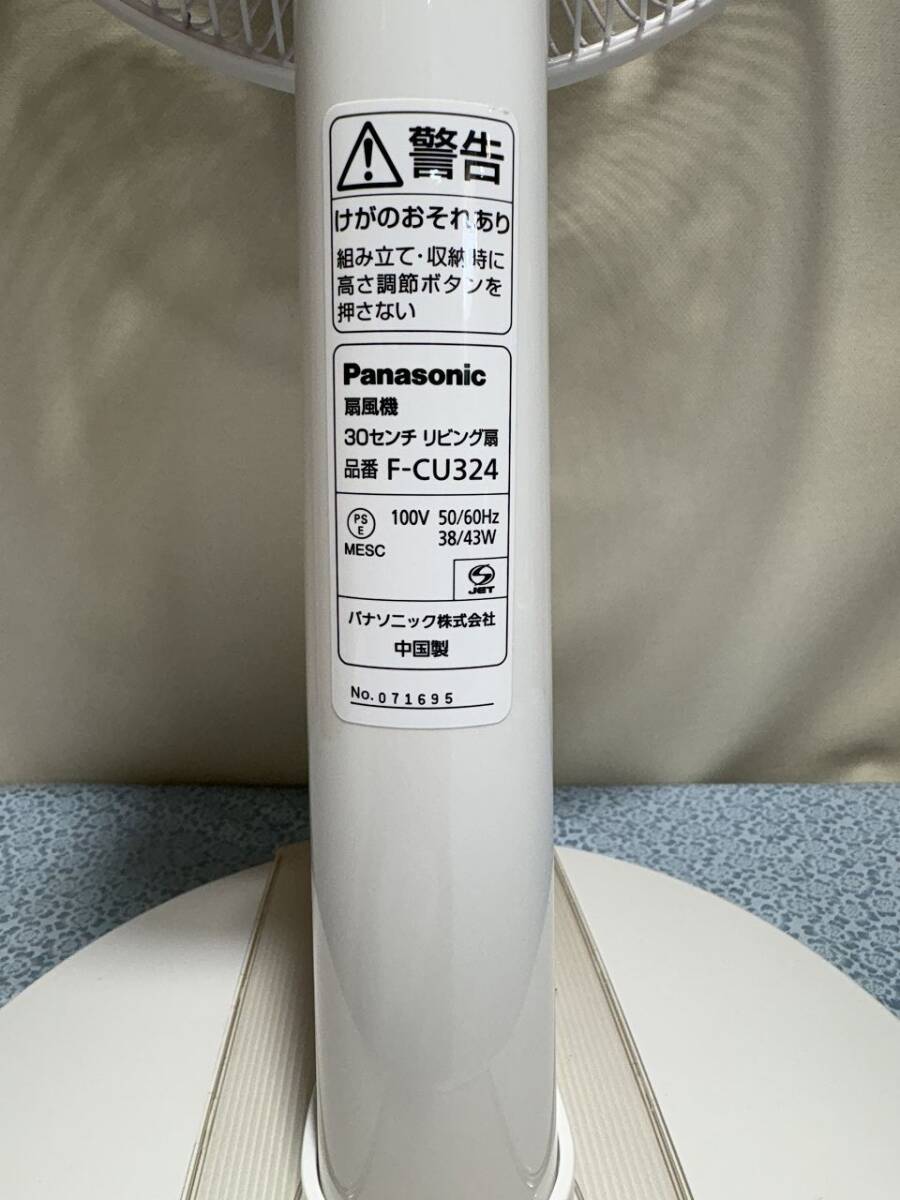 警告
けがのおそれあり
組み立て・収納時に
高さ調節ボタンを
押さない
Panasonic
扇風機
30センチ リビング扇
品番 F-CU324
PS
E
MESC
100V 50/60Hz
38/43W
JET
パナソニック株式会社
中国製
No. 071695